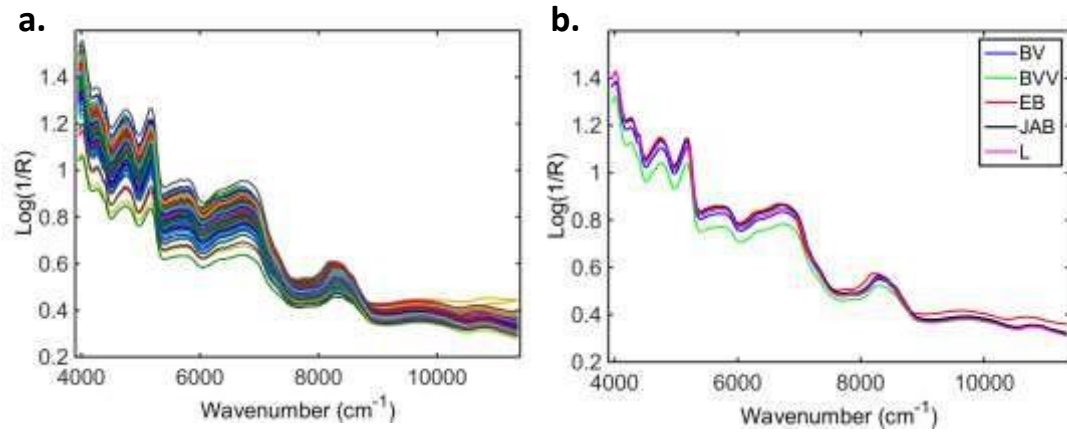 a.
Log(1/R)
1.4
1.2
1
0.8
0.6
0.4
0.2
4000 6000 8000 10000
Wavenumber (cm⁻¹)
b.
Log(1/R)
1.4
1.2
1
0.8
0.6
0.4
0.2
4000 6000 8000 10000
Wavenumber (cm⁻¹)
BV
BVV
EB
JAB
L